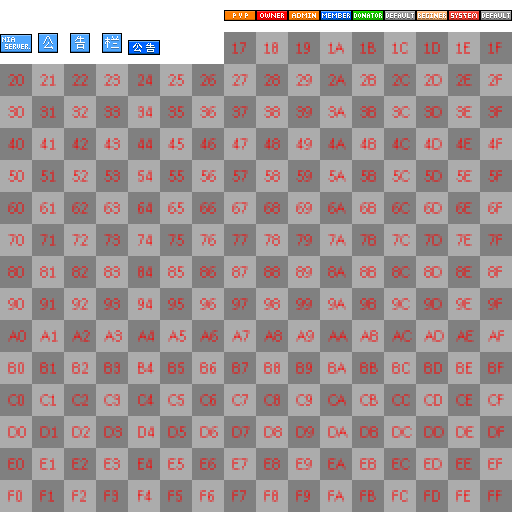 PVP OWNER ADMIN MEMBER DONATOR DEFAULT BEGINER SYSTEM DEFAULT
MIA SERVER 公 告 栏 公告 17 18 19 1A 1B 1C 1D 1E 1F
20 21 22 23 24 25 26 27 28 29 2A 2B 2C 2D 2E 2F
30 31 32 33 34 35 36 37 38 39 3A 3B 3C 3D 3E 3F
40 41 42 43 44 45 46 47 48 49 4A 4B 4C 4D 4E 4F
50 51 52 53 54 55 56 57 58 59 5A 5B 5C 5D 5E 5F
60 61 62 63 64 65 66 67 68 69 6A 6B 6C 6D 6E 6F
70 71 72 73 74 75 76 77 78 79 7A 7B 7C 7D 7E 7F
80 81 82 83 84 85 86 87 88 89 8A 8B 8C 8D 8E 8F
90 91 92 93 94 95 96 97 98 99 9A 9B 9C 9D 9E 9F
A0 A1 A2 A3 A4 A5 A6 A7 A8 A9 AA AB AC AD AE AF
B0 B1 B2 B3 B4 B5 B6 B7 B8 B9 BA BB BC BD BE BF
C0 C1 C2 C3 C4 C5 C6 C7 C8 C9 CA CB CC CD CE CF
D0 D1 D2 D3 D4 D5 D6 D7 D8 D9 DA DB DC DD DE DF
E0 E1 E2 E3 E4 E5 E6 E7 E8 E9 EA EB EC ED EE EF
F0 F1 F2 F3 F4 F5 F6 F7 F8 F9 FA FB FC FD FE FF